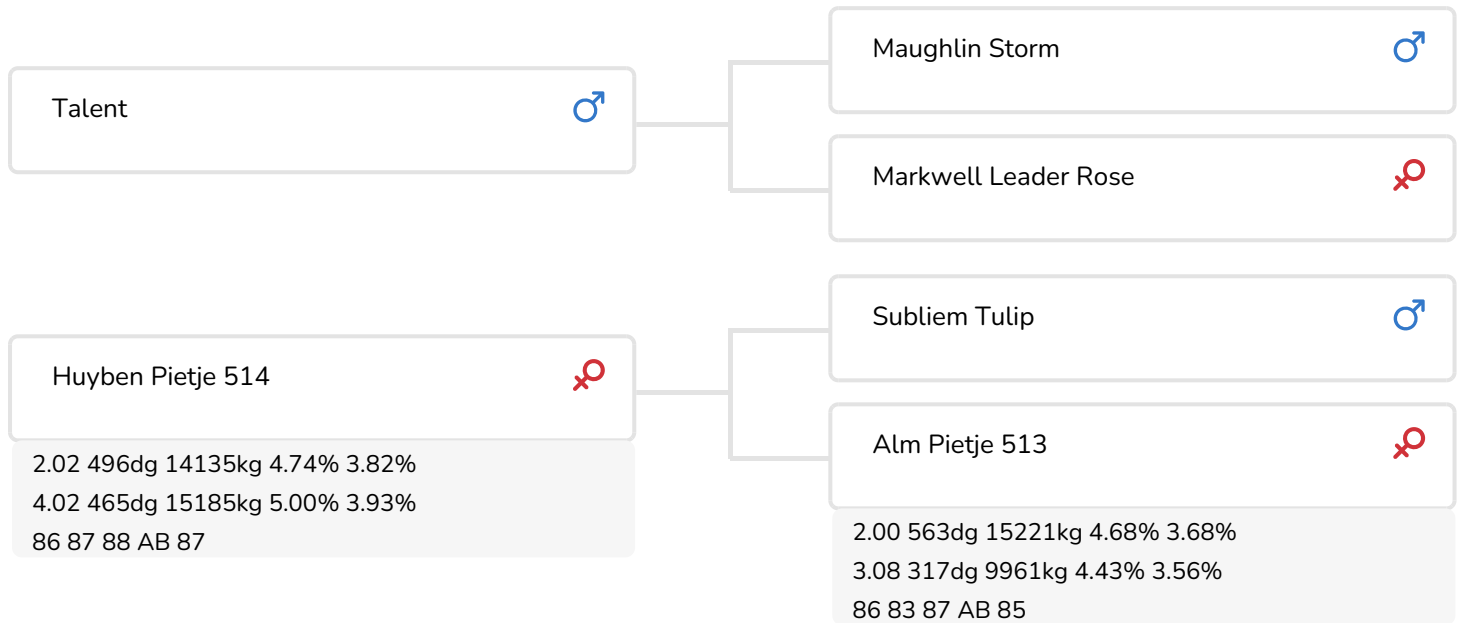 Maughlin Storm
Talent
Markwell Leader Rose
Subliem Tulip
Huyben Pietje 514
2.02 496dg 14135kg 4.74% 3.82%
4.02 465dg 15185kg 5.00% 3.93%
86 87 88 AB 87
Alm Pietje 513
2.00 563dg 15221kg 4.68% 3.68%
3.08 317dg 9961kg 4.43% 3.56%
86 83 87 AB 85